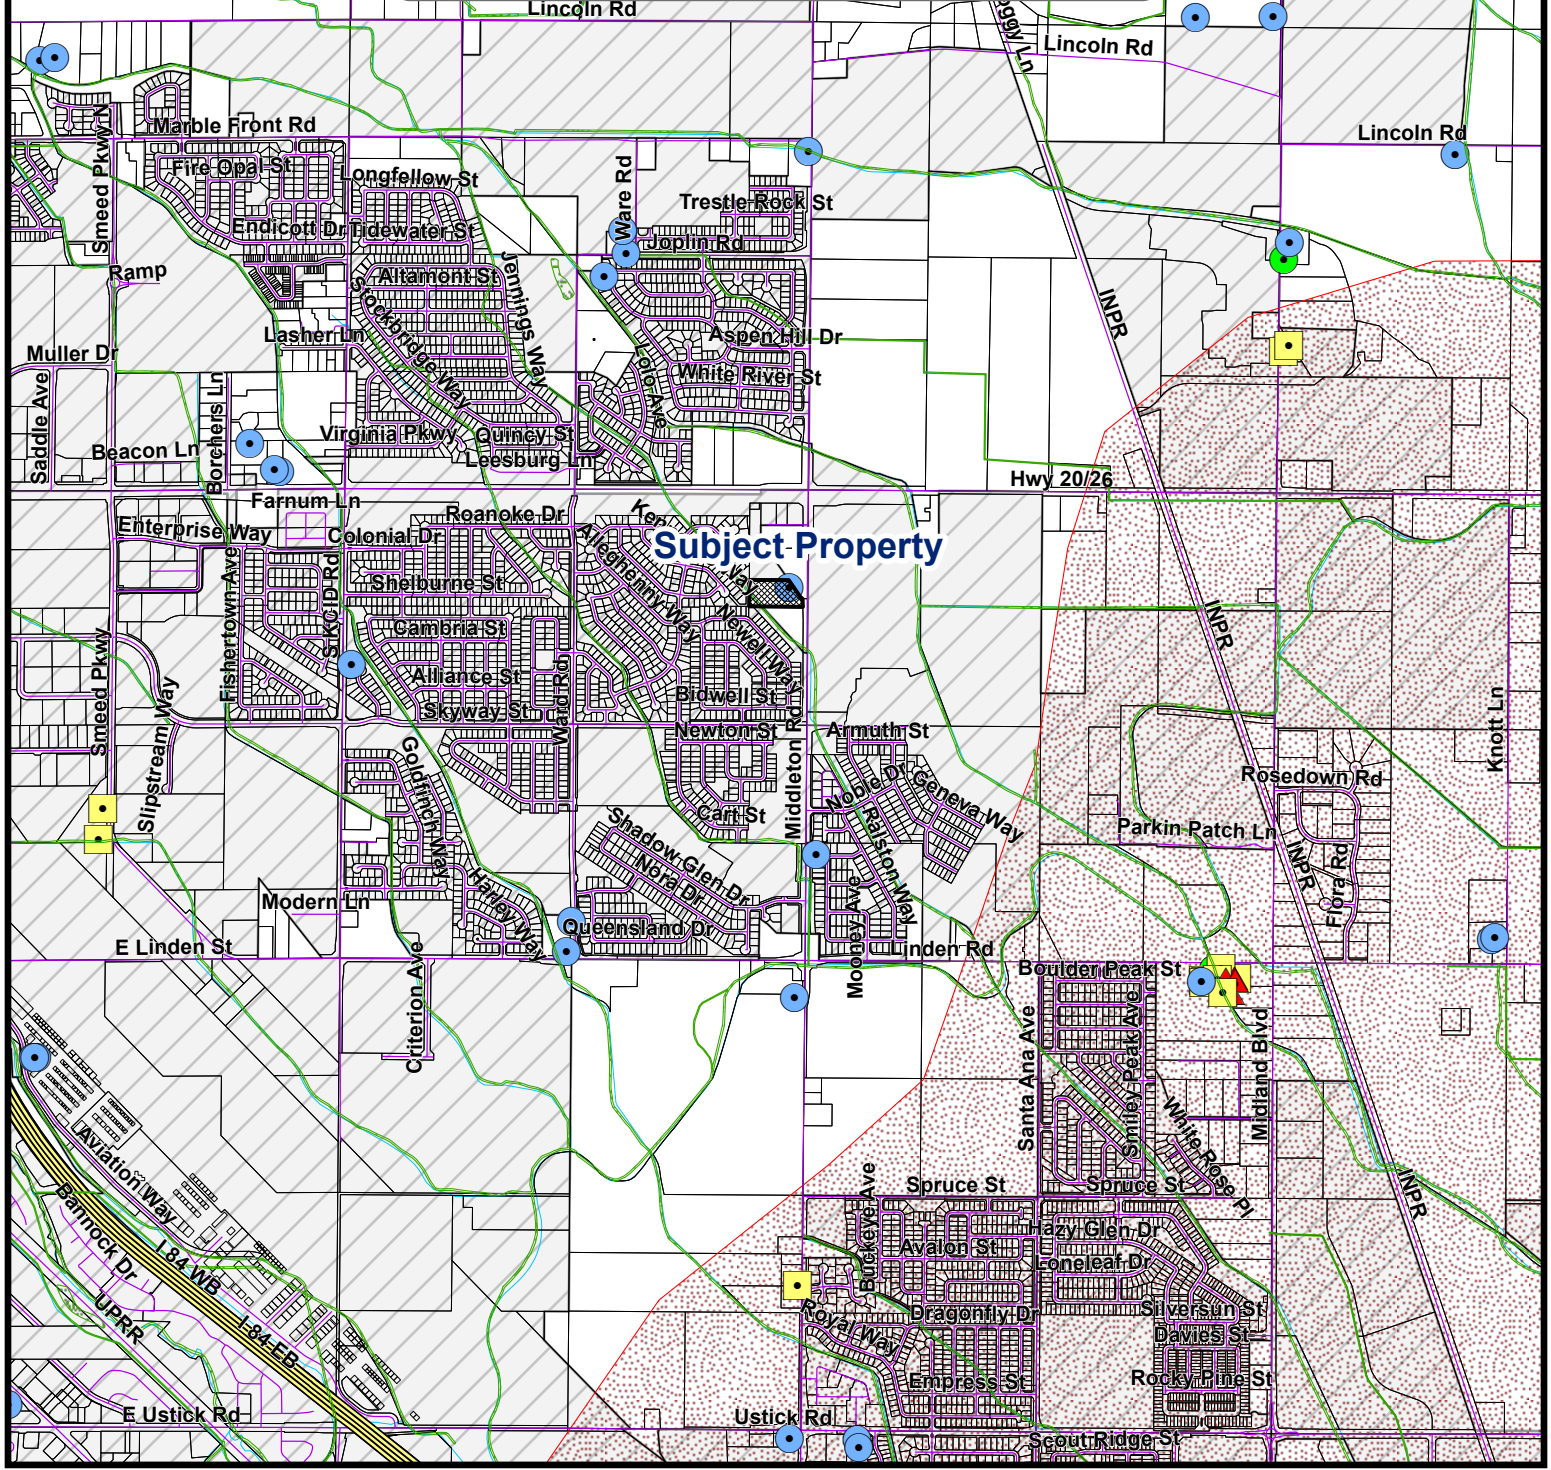 Lincoln Rd
Lincoln Rd
Lincoln Rd
Marble Front Rd
Smeed Pkwy N
Fire Opal St
Longfellow St
Ware Rd
Trestle Rock St
Endicott Dr
Tidewater St
Joplin Rd
Ramp
Altamont St
Jennings Way
INPR
Stockbridge Way
Lasher Ln
Aspen Hill Dr
Muller Dr
Lolo Ave
White River St
Saddle Ave
Borchers Ln
Virginia Pkwy
Quincy St
Beacon Ln
Leesburg Ln
Hwy 20/26
Farnum Ln
Roanoke Dr
Enterprise Way
Colonial Dr
Alleghenny Way
Subject Property
Fishertown Ave
SKCID Rd
Shelburne St
Cambria St
Newell Way
INPR
Smeed Pkwy
Alliance St
Bidwell St
Knott Ln
Slipstream Way
Skyway St
Ward Rd
Newton St
Middleton Rd
Armuth St
Goldfinch Way
Noble Dr
Geneva Way
Rosedown Rd
Cart St
Shadow Glen Dr
Ralston Way
Parkin Patch Ln
Nora Dr
INPR
Flora Rd
Modern Ln
Harley Way
Queensland Dr
Mooney Ave
E Linden St
Linden Rd
Boulder Peak St
Criterion Ave
Santa Ana Ave
Smiley Peak Ave
Midland Blvd
Aviation Way
White Rose Pl
Bannock Dr
Buckeye Ave
Spruce St
Spruce St
INPR
I-84 WB
Avalon St
Hazy Glen Dr
Loneleaf Dr
UPRR
I-84 EB
Royal Way
Dragonfly Dr
Silversun St
Davies St
Empress St
Rocky Pine St
E Ustick Rd
Ustick Rd
Scout Ridge St